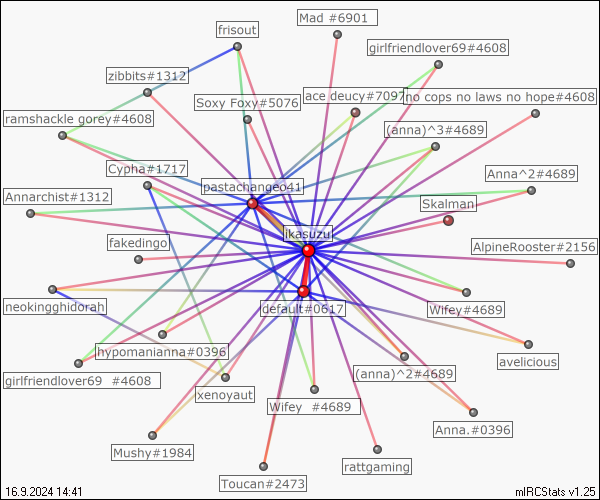 Mad #6901
frisout
girlfriendlover69#4608
zibbits#1312
Soxy Foxy#5076
ace deucy#7097
no cops no laws no hope#4608
ramshackle gorey#4608
(anna)^3#4689
Cypha#1717
Anna^2#4689
pastachangeo41
Annarchist#1312
Skalman
jikasuzu
fakedingo
AlpineRooster#2156
neokingghidorah
default#0617
Wifey#4689
hypomanianna#0396
avelicious
girlfriendlover69   #4608
(anna)^2#4689
xenoyaut
Wifey  #4689
Anna.#0396
Mushy#1984
rattgaming
Toucan#2473
16.9.2024 14:41
mIRCStats v1.25